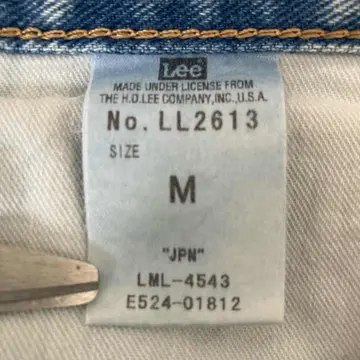 Lee
MADE UNDER LICENSE FROM
THE H.D.LEE COMPANY,INC.,U.S.A.
No. LL2613
SIZE
M
"JPN"
LML-4543
E524-01812